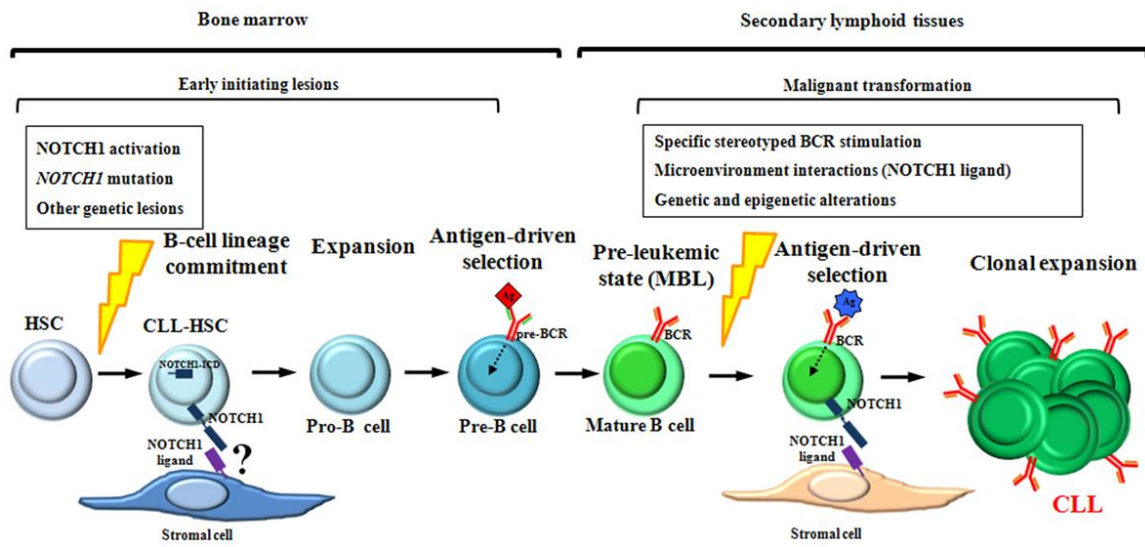 Bone marrow
Secondary lymphoid tissues
Early initiating lesions
Malignant transformation
NOTCH1 activation
NOTCH1 mutation
Other genetic lesions
Specific stereotyped BCR stimulation
Microenvironment interactions (NOTCH1 ligand)
Genetic and epigenetic alterations
HSC
B-cell lineage
commitment
CLL-HSC
NOTCH1-ICD
NOTCH1
NOTCH1
ligand
?
Stromal cell
Expansion
Pro-B cell
Antigen-driven
selection
Ag
pre-BCR
Pre-B cell
Pre-leukemic
state (MBL)
BCR
Mature B cell
Antigen-driven
selection
Ag
BCR
NOTCH1
NOTCH1
ligand
Stromal cell
Clonal expansion
CLL